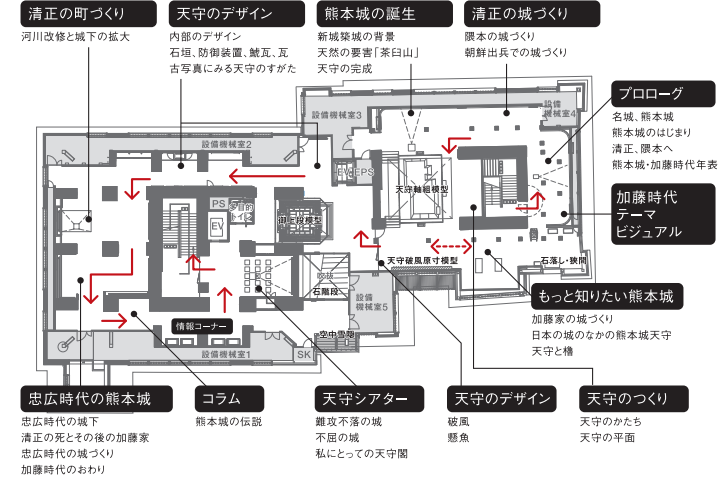 清正の町づくり
河川改修と城下の拡大
天守のデザイン
内部のデザイン
石垣、防御装置、鯱瓦、瓦
古写真にみる天守のすがた
熊本城の誕生
新城築城の背景
天然の要害「茶臼山」
天守の完成
清正の城づくり
隈本の城づくり
朝鮮出兵での城づくり
プロローグ
名城、熊本城
熊本城のはじまり
清正、隈本へ
熊本城・加藤時代年表
加藤時代
テーマ
ビジュアル
設備機械室3
設備
機械室4
設備機械室2
EV
EPS
天守軸組模型
PS
多目的
トイレ
EV
御上段模型
天守破風原寸模型
石落し・狭間
吹抜
石階段
設備
機械室5
情報コーナー
空中雪隠
設備機械室1
SK
もっと知りたい熊本城
加藤家の城づくり
日本の城のなかの熊本城天守
天守と櫓
忠広時代の熊本城
忠広時代の城下
清正の死とその後の加藤家
忠広時代の城づくり
加藤時代のおわり
コラム
熊本城の伝説
天守シアター
難攻不落の城
不屈の城
私にとっての天守閣
天守のデザイン
破風
懸魚
天守のつくり
天守のかたち
天守の平面